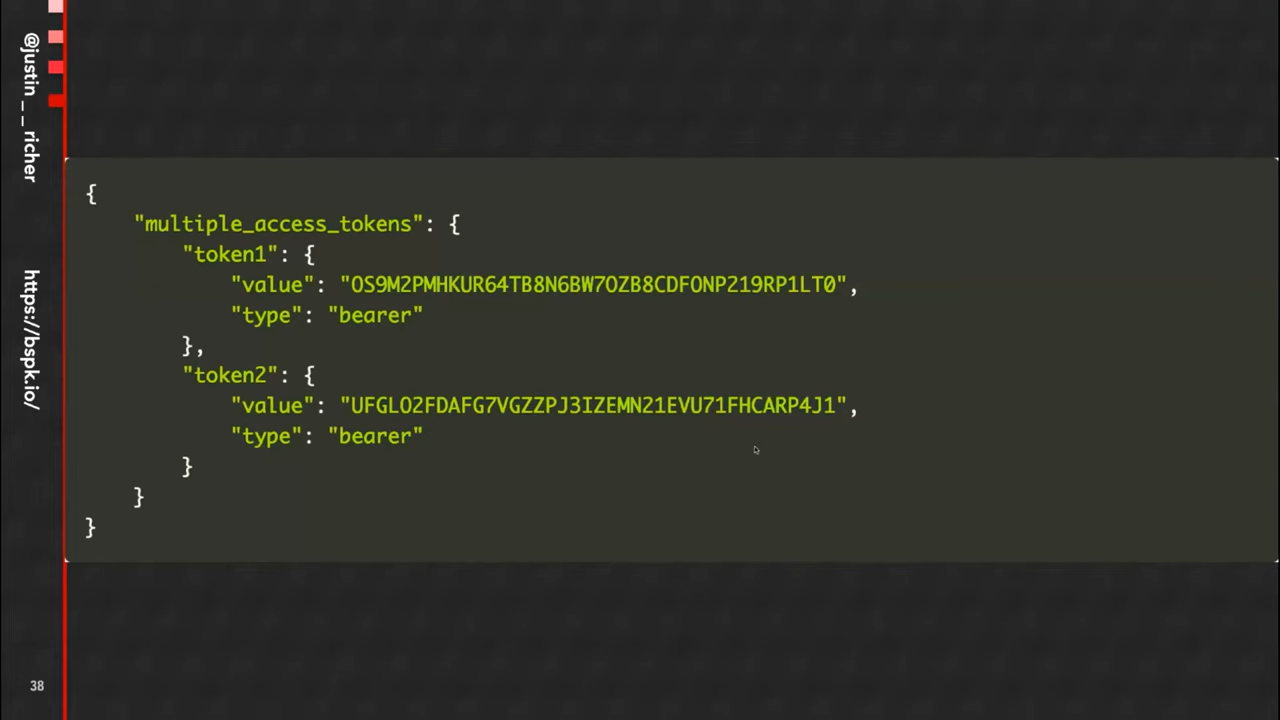 @justin__richer
https://bspk.io/
{
    "multiple_access_tokens": {
        "token1": {
            "value": "OS9M2PMHKUR64TB8N6BW7OZB8CDFONP219RP1LT0",
            "type": "bearer"
        },
        "token2": {
            "value": "UFGLO2FDAFG7VGZZPJ3IZEMN21EVU71FHCARP4J1",
            "type": "bearer"
        }
    }
}
38